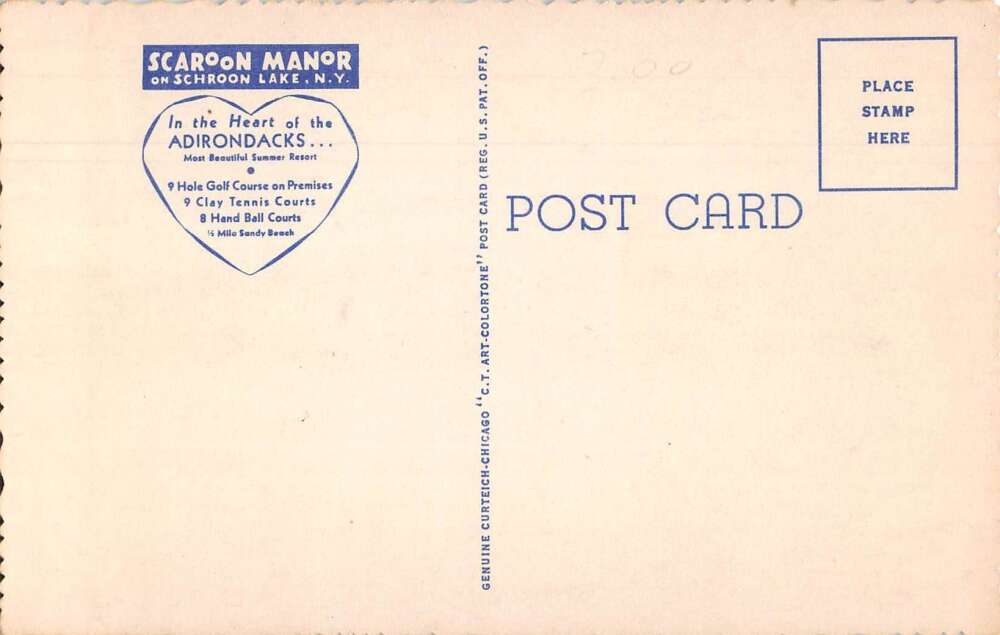 SCAROON MANOR
ON SCHROON LAKE, N.Y.
In the Heart of the
ADIRONDACKS...
Most Beautiful Summer Resort
9 Hole Golf Course on Premises
9 Clay Tennis Courts
8 Hand Ball Courts
½ Mile Sandy Beach
GENUINE CURTEICH-CHICAGO "C.T. ART-COLORTONE" POST CARD (REG. U.S. PAT. OFF.)
POST CARD
PLACE
STAMP
HERE